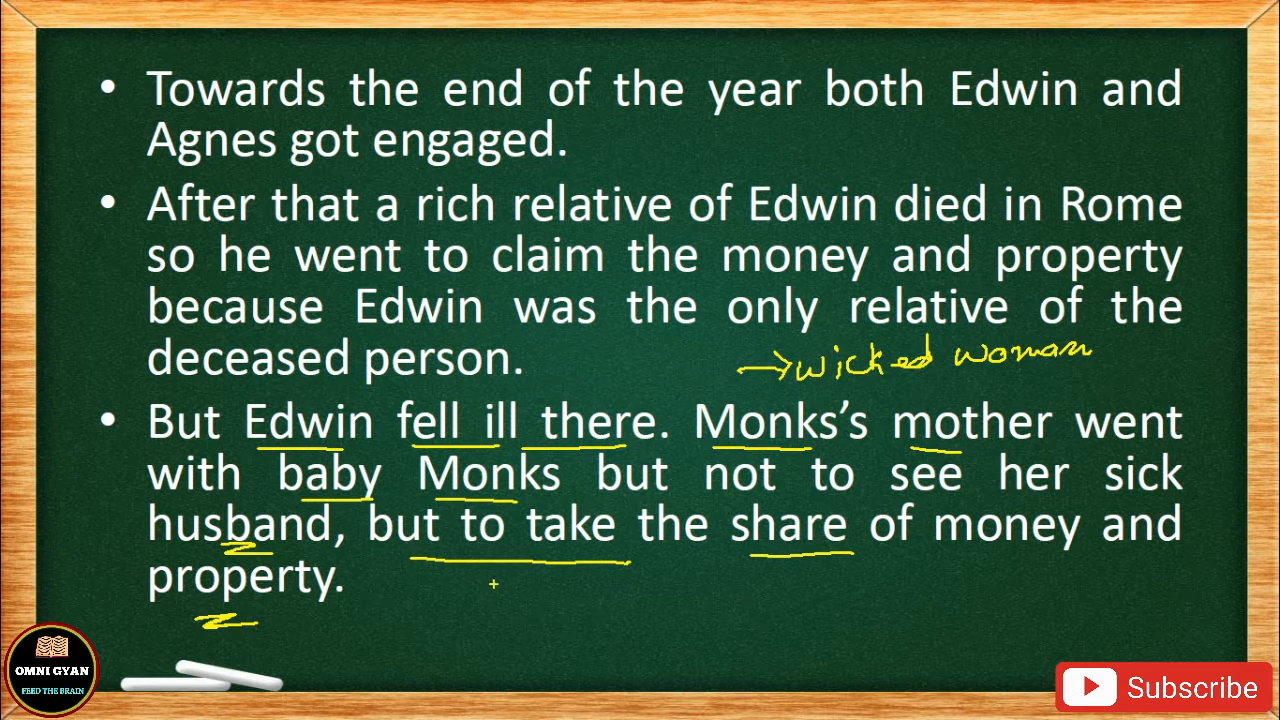 • Towards the end of the year both Edwin and
Agnes got engaged.
• After that a rich relative of Edwin died in Rome
so he went to claim the money and property
because Edwin was the only relative of the
deceased person.
→wicked woman
• But Edwin fell ill there. Monks’s mother went
with baby Monks but not to see her sick
husband, but to take the share of money and
property.
OMNI GYAN
FEED THE BRAIN
Subscribe